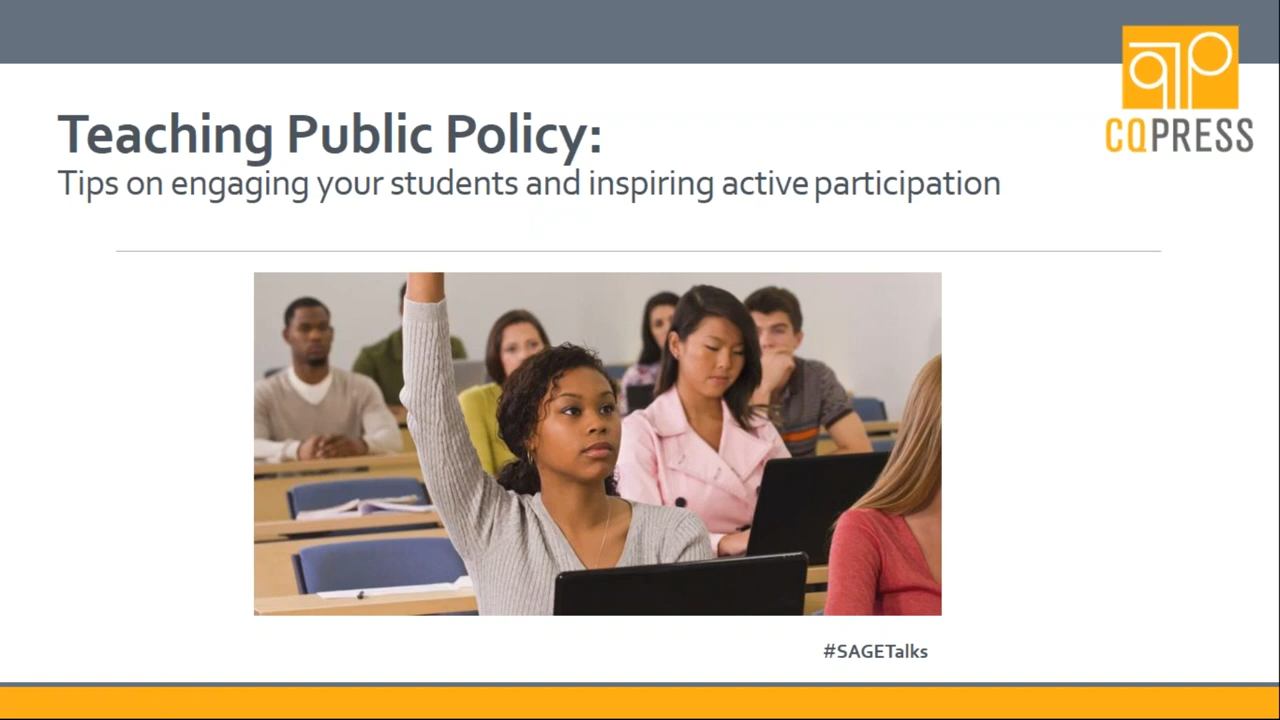 Teaching Public Policy:
Tips on engaging your students and inspiring active participation
CQPRESS
#SAGETalks